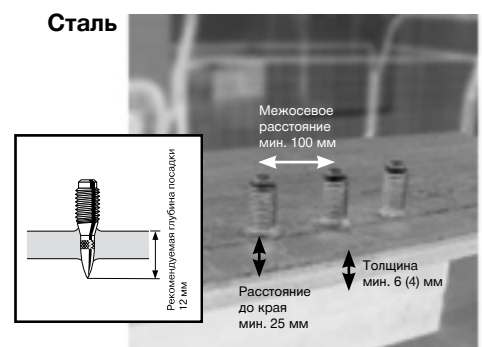 Сталь
Межосевое
расстояние
мин. 100 мм
Рекомендуемая глубина посадки
12 мм
Расстояние
до края
мин. 25 мм
Толщина
мин. 6 (4) мм